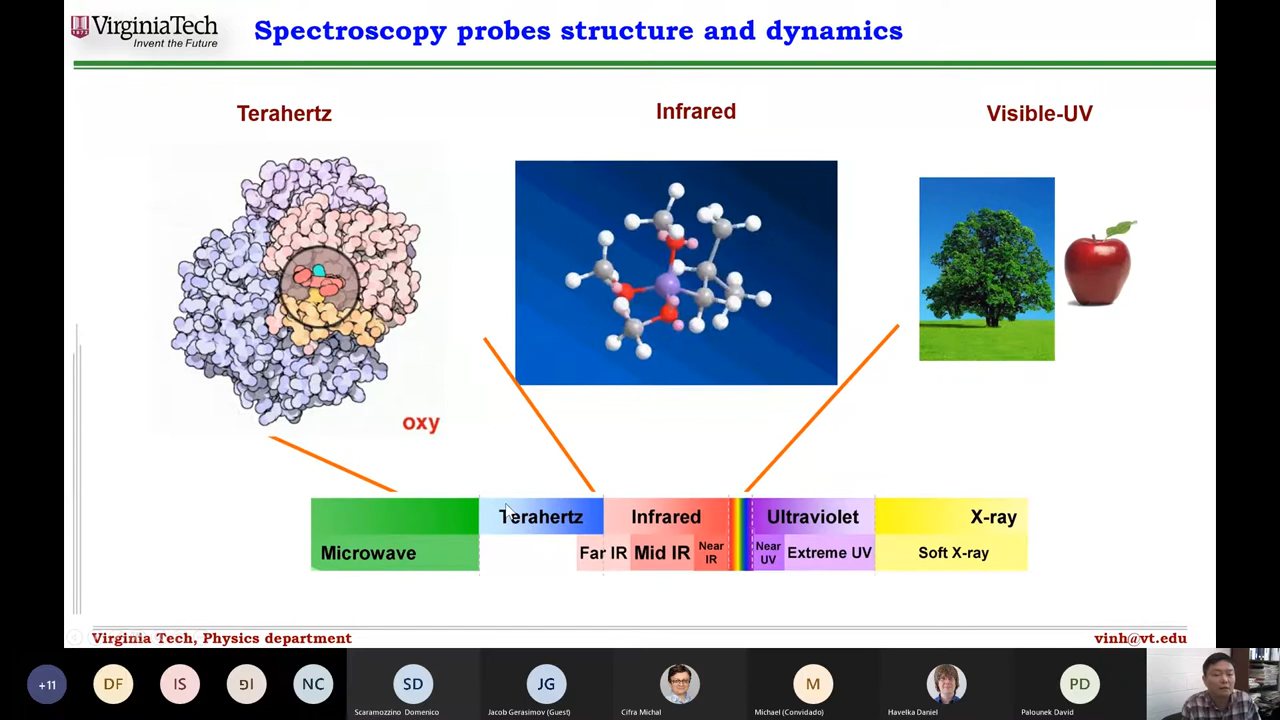 VirginiaTech
Invent the Future
Spectroscopy probes structure and dynamics
Terahertz
Infrared
Visible-UV
oxy
Terahertz
Infrared
Ultraviolet
X-ray
Microwave
Far IR
Mid IR
Near
IR
Near
UV
Extreme UV
Soft X-ray
Virginia Tech, Physics department
vinh@vt.edu
+11
DF
IS
פו
NC
SD
JG
M
PD
Scaramozzino Domenico
Jacob Gerasimov (Guest)
Cifra Michal
Michael (Convidado)
Havelka Daniel
Palounek David